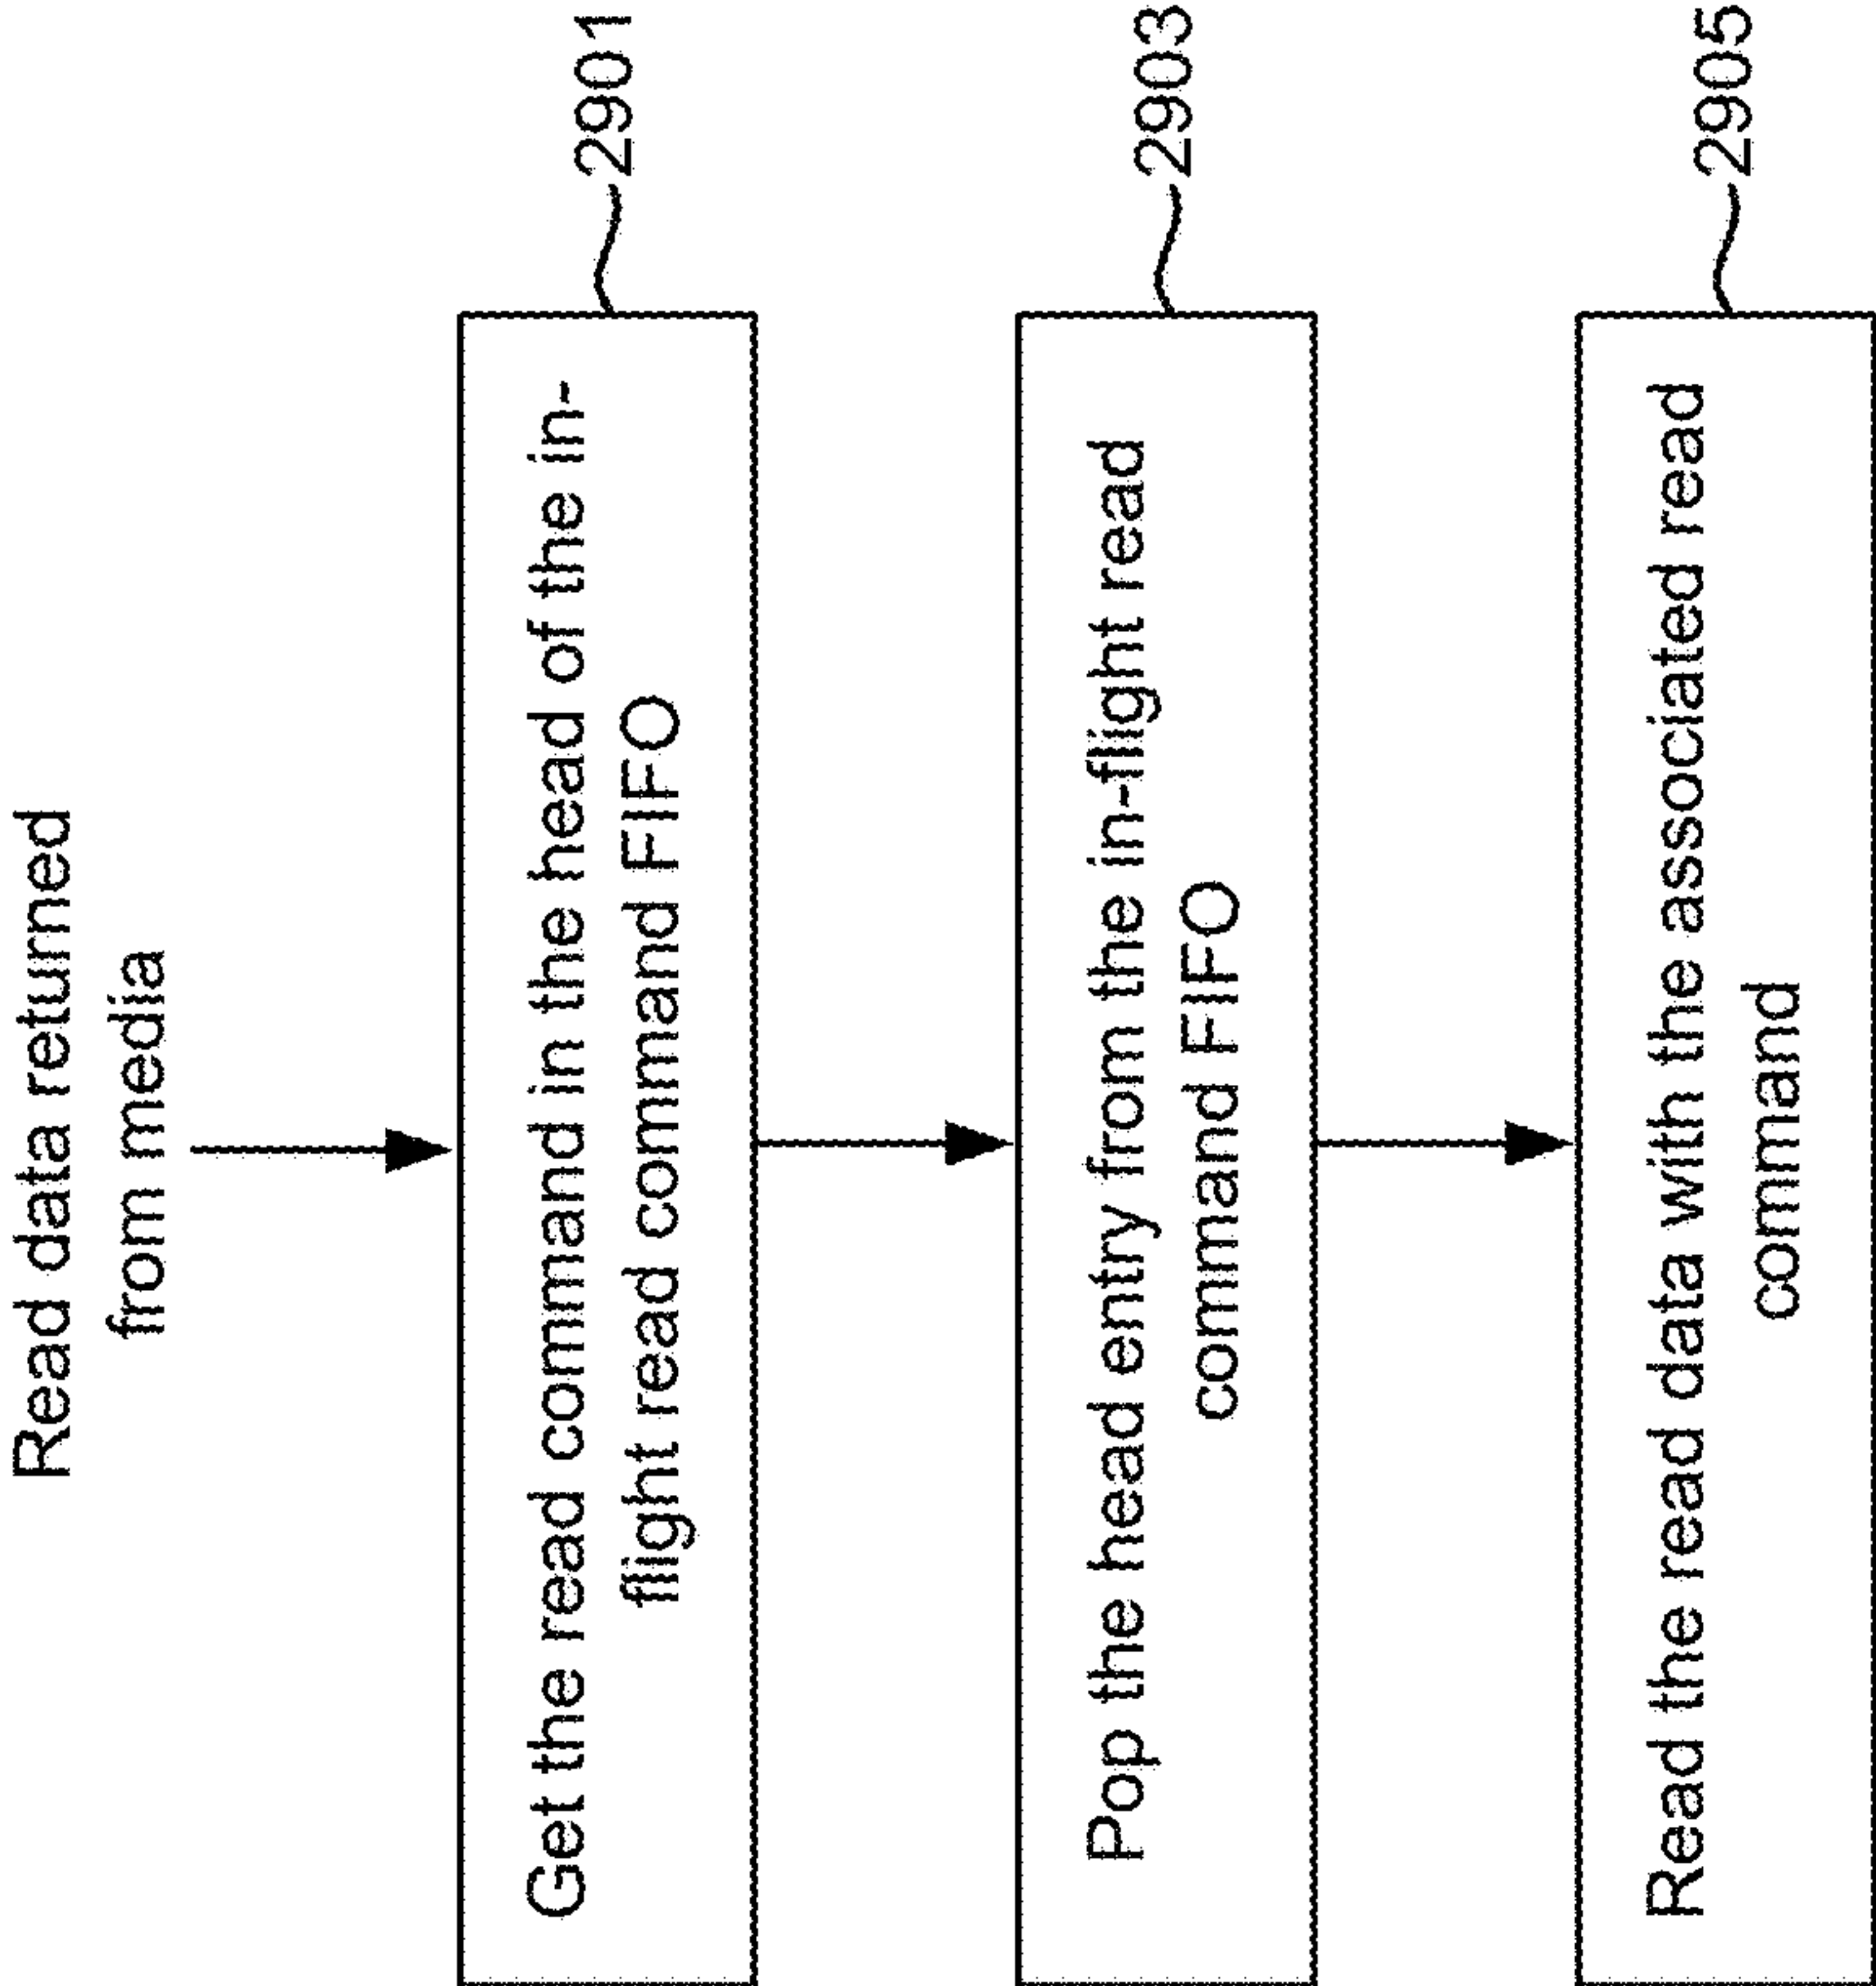 Read data returned
from media
Get the read command in the head of the in-
flight read command FIFO
2901
Pop the head entry from the in-flight read
command FIFO
2903
Read the read data with the associated read
command
2905